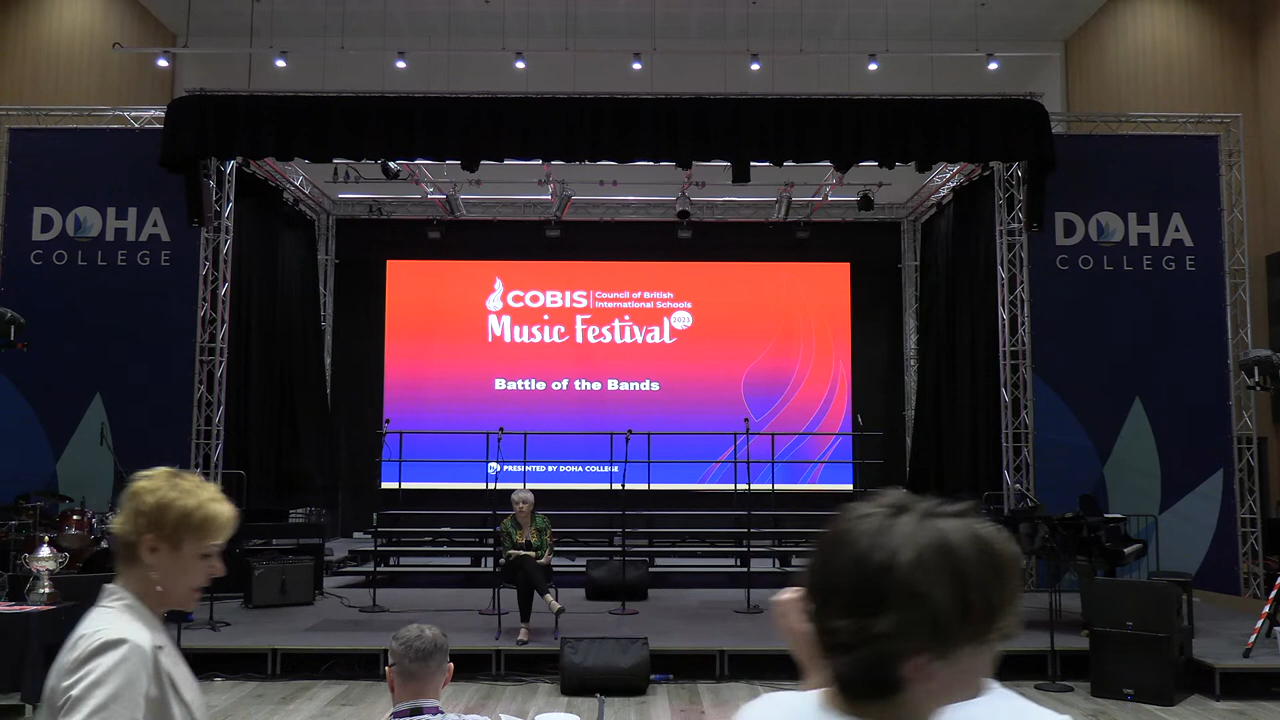 DOHA
COLLEGE
COBIS
Council of British
International Schools
Music Festival
2023
Battle of the Bands
PRESENTED BY DOHA COLLEGE
DOHA
COLLEGE